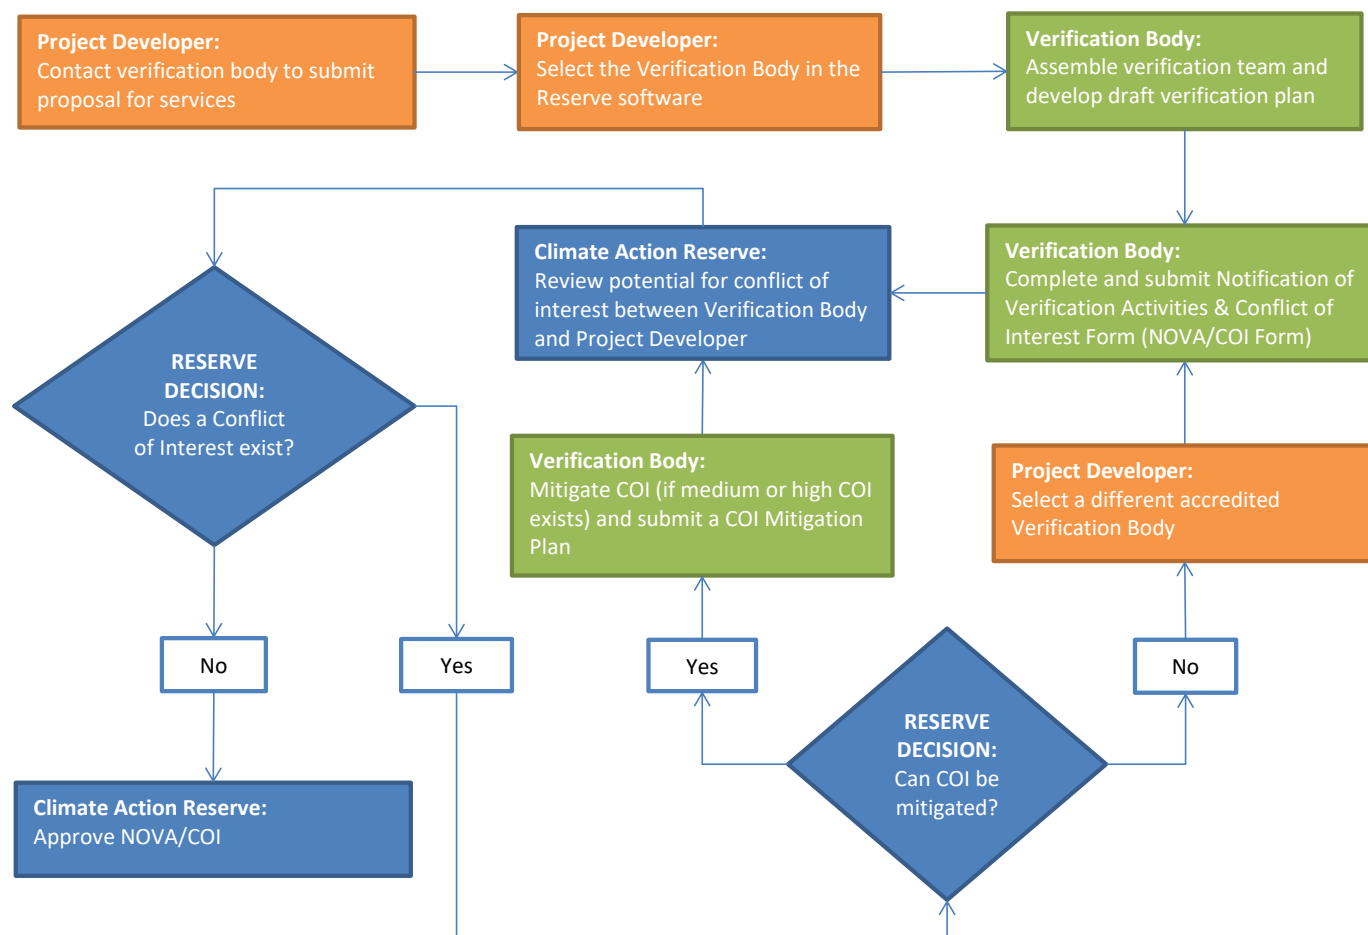 Project Developer:
Contact verification body to submit
proposal for services
Project Developer:
Select the Verification Body in the
Reserve software
Verification Body:
Assemble verification team and
develop draft verification plan
Climate Action Reserve:
Review potential for conflict of
interest between Verification Body
and Project Developer
Verification Body:
Complete and submit Notification of
Verification Activities & Conflict of
Interest Form (NOVA/COI Form)
RESERVE
DECISION:
Does a Conflict
of Interest exist?
Verification Body:
Mitigate COI (if medium or high COI
exists) and submit a COI Mitigation
Plan
Project Developer:
Select a different accredited
Verification Body
No
Yes
Yes
No
RESERVE
DECISION:
Can COI be
mitigated?
Climate Action Reserve:
Approve NOVA/COI